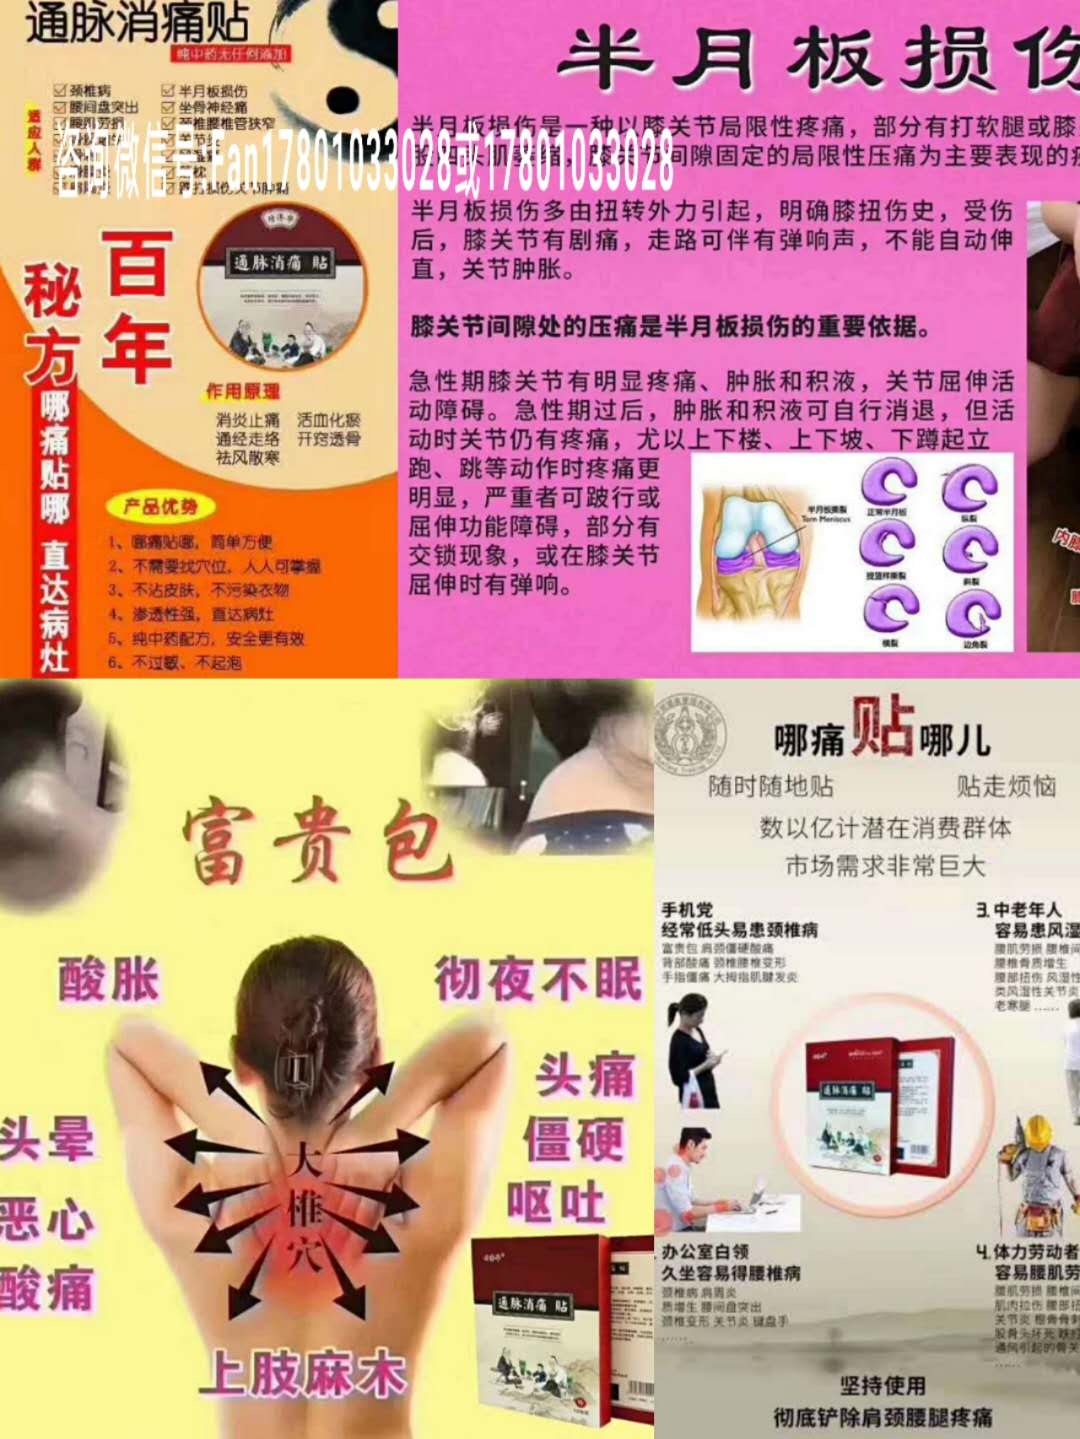 通脉消痛贴
纯中药无任何添加
适应人群
颈椎病
半月板损伤
腰间盘突出
坐骨神经痛
腰肌劳损
颈椎腰椎管狭窄
咨询微信号:Fan17801033028或17801033028
百年
秘方
哪痛贴哪 直达病灶
通脉消痛 贴
作用原理
消炎止痛 活血化瘀
通经走络 开窍透骨
祛风散寒
产品优势
1、哪痛贴哪，简单方便
2、不需要找穴位，人人可掌握
3、不沾皮肤，不污染衣物
4、渗透性强，直达病灶
5、纯中药配方，安全更有效
6、不过敏、不起泡
半月板损伤
半月板损伤是一种以膝关节局限性疼痛，部分有打软腿或膝
膝关节间隙固定的局限性压痛为主要表现的疾
半月板损伤多由扭转外力引起，明确膝扭伤史，受伤
后，膝关节有剧痛，走路可伴有弹响声，不能自动伸
直，关节肿胀。
膝关节间隙处的压痛是半月板损伤的重要依据。
急性期膝关节有明显疼痛、肿胀和积液，关节屈伸活
动障碍。急性期过后，肿胀和积液可自行消退，但活
动时关节仍有疼痛，尤以上下楼、上下坡、下蹲起立
跑、跳等动作时疼痛更
明显，严重者可跛行或
屈伸功能障碍，部分有
交锁现象，或在膝关节
屈伸时有弹响。
半月板撕裂
Torn Meniscus
正常半月板
纵裂
提篮样撕裂
斜裂
横裂
边角裂
富贵包
酸胀
彻夜不眠
头痛
头晕
僵硬
恶心
呕吐
酸痛
大椎穴
上肢麻木
通脉消痛 贴
哪痛贴哪儿
随时随地贴 贴走烦恼
数以亿计潜在消费群体
市场需求非常巨大
手机党
经常低头易患颈椎病
富贵包 肩颈僵硬酸痛
背部酸痛 颈椎腰椎变形
手指僵痛 大拇指肌腱发炎
3.中老年人
容易患风湿
腰肌劳损 腰椎间
腰椎骨质增生
腰部扭伤 风湿性
类风湿性关节炎
老寒腿 ......
通脉消痛 贴
办公室白领
久坐容易得腰椎病
颈椎病 肩周炎
质增生 腰间盘突出
颈椎变形 关节炎 键盘手
......
4.体力劳动者
容易腰肌劳
腰肌劳损 腰椎间
肌肉拉伤 腰部扭
关节炎 根骨骨刺
股骨头坏死 跌打
通风引起的骨关
......
坚持使用
彻底铲除肩颈腰腿疼痛